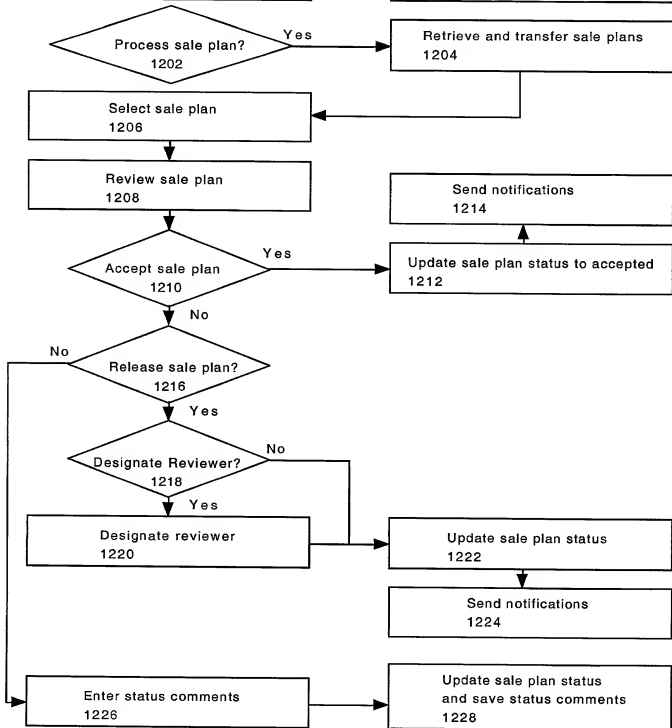 Process sale plan?
1202
Yes
Retrieve and transfer sale plans
1204
Select sale plan
1206
Review sale plan
1208
Send notifications
1214
Accept sale plan
1210
Yes
Update sale plan status to accepted
1212
No
No
Release sale plan?
1216
Yes
Designate Reviewer?
1218
No
Yes
Designate reviewer
1220
Update sale plan status
1222
Send notifications
1224
Enter status comments
1226
Update sale plan status
and save status comments
1228